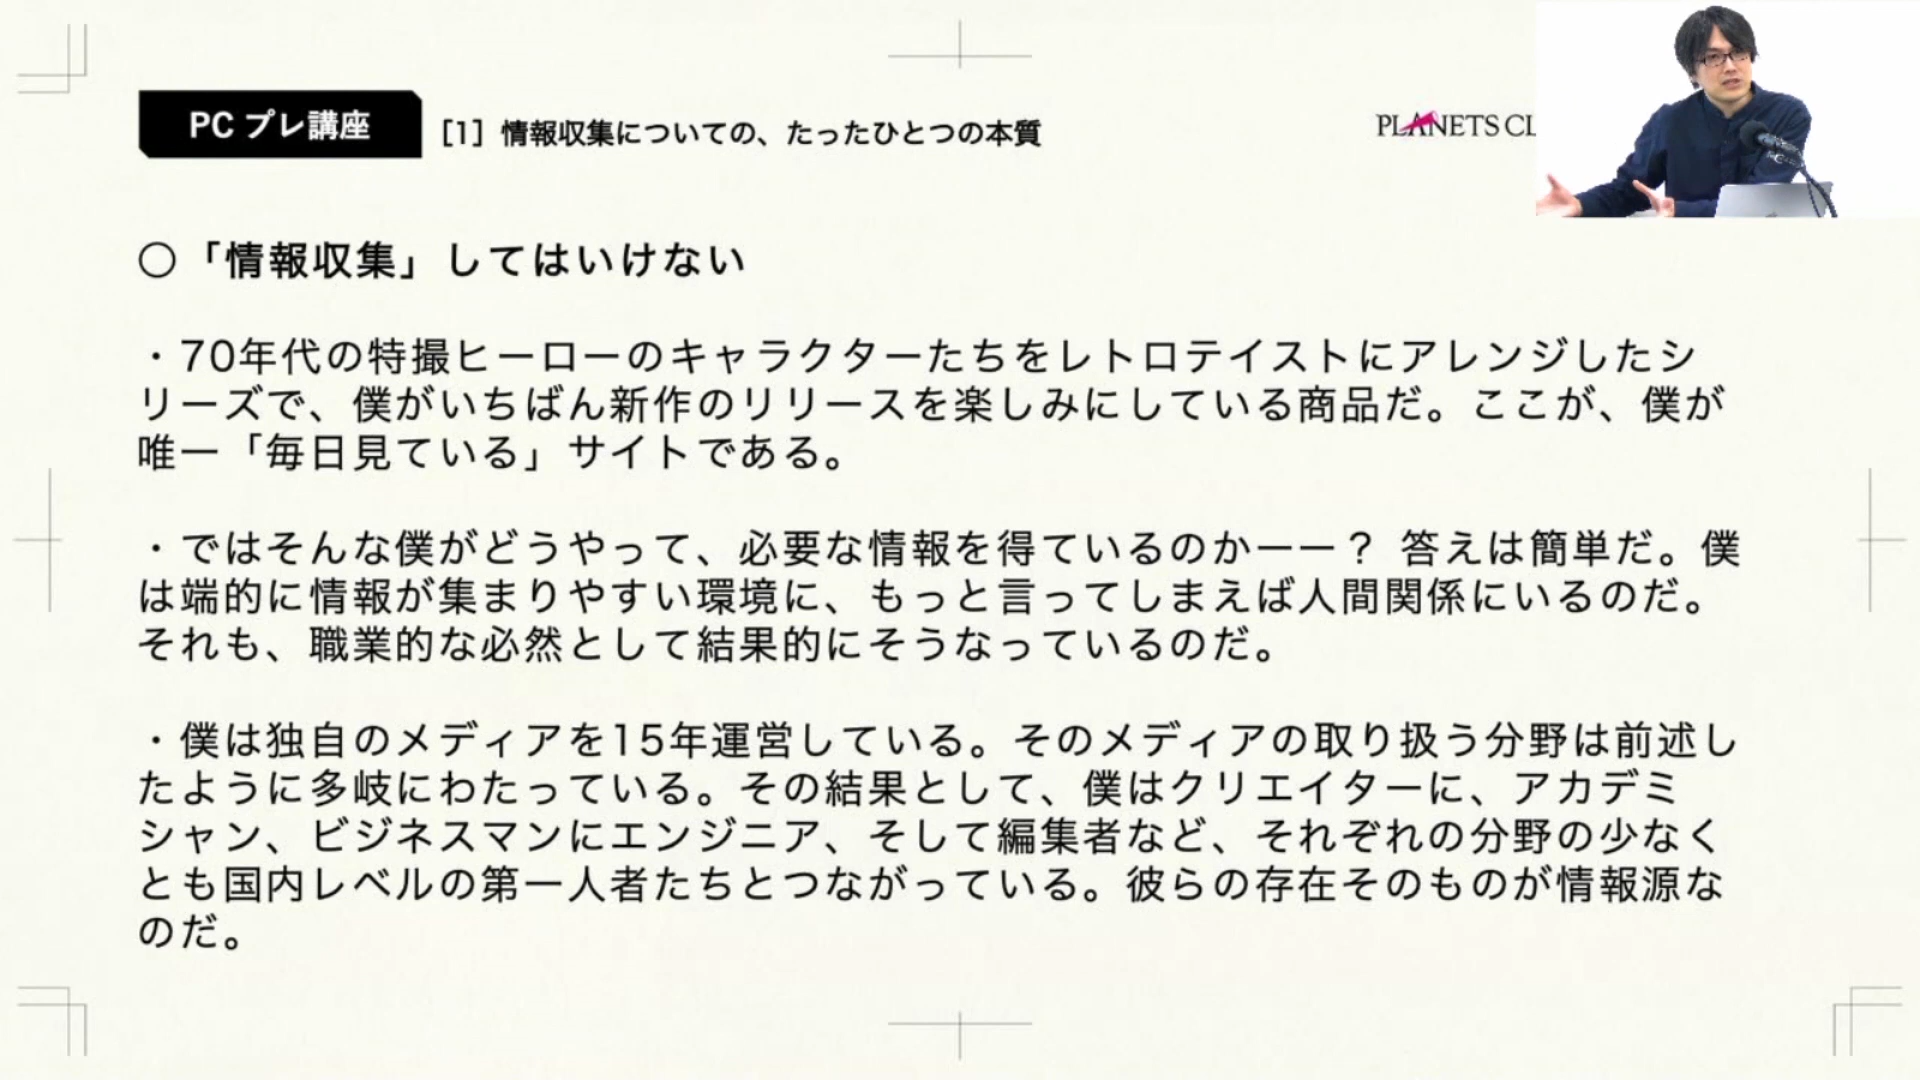 PC プレ講座
［1］情報収集についての、たったひとつの本質
PLANETS CL
〇「情報収集」してはいけない
・70年代の特撮ヒーローのキャラクターたちをレトロテイストにアレンジしたシ
リーズで、僕がいちばん新作のリリースを楽しみにしている商品だ。ここが、僕が
唯一「毎日見ている」サイトである。
・ではそんな僕がどうやって、必要な情報を得ているのかーー？ 答えは簡単だ。僕
は端的に情報が集まりやすい環境に、もっと言ってしまえば人間関係にいるのだ。
それも、職業的な必然として結果的にそうなっているのだ。
・僕は独自のメディアを15年運営している。そのメディアの取り扱う分野は前述し
たように多岐にわたっている。その結果として、僕はクリエイターに、アカデミ
シャン、ビジネスマンにエンジニア、そして編集者など、それぞれの分野の少なく
とも国内レベルの第一人者たちとつながっている。彼らの存在そのものが情報源な
のだ。